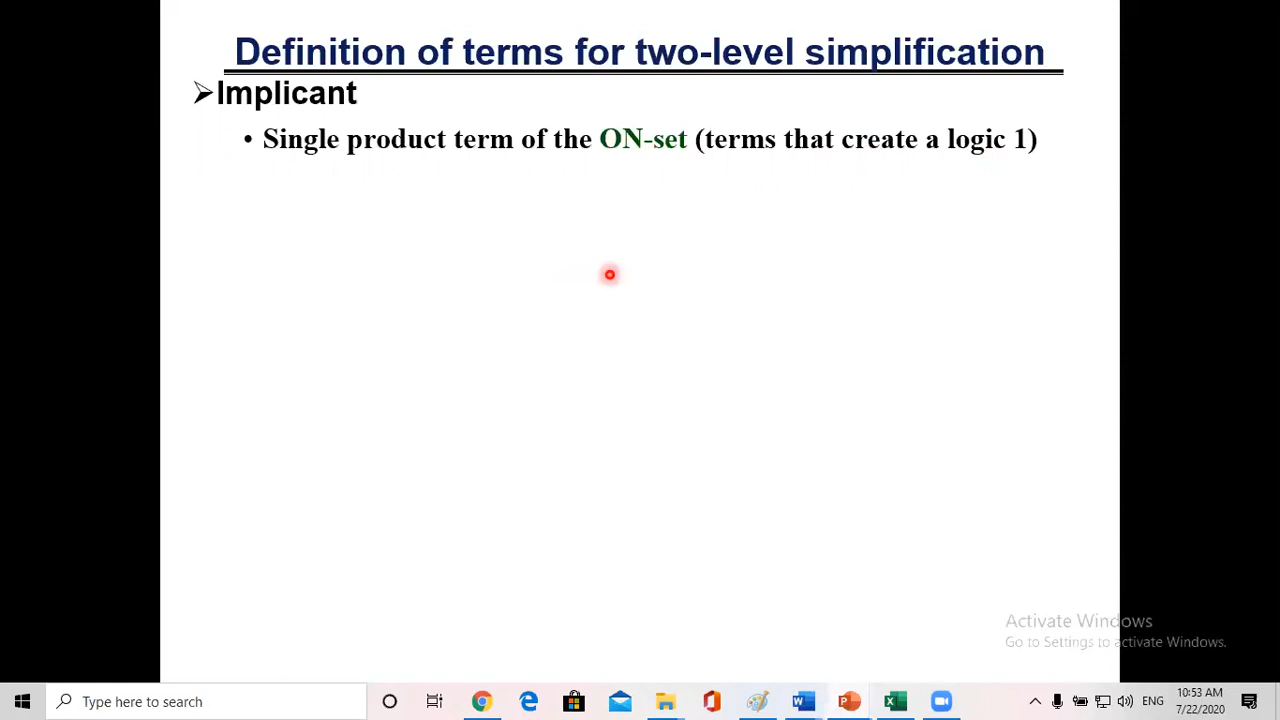 Definition of terms for two-level simplification
➢Implicant
• Single product term of the ON-set (terms that create a logic 1)
Activate Windows
Go to Settings to activate Windows.
Type here to search
ENG
10:53 AM
7/22/2020